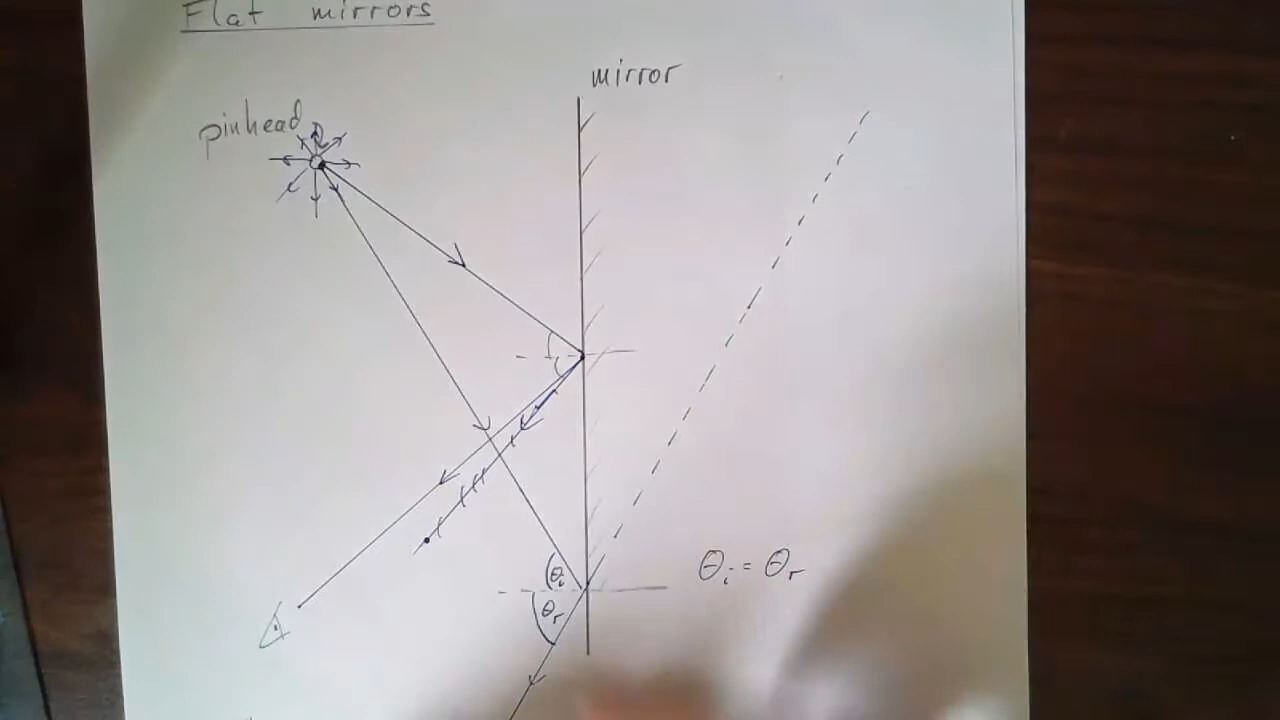 Flat mirrors
mirror
pinhead
θi
θr
θi = θr